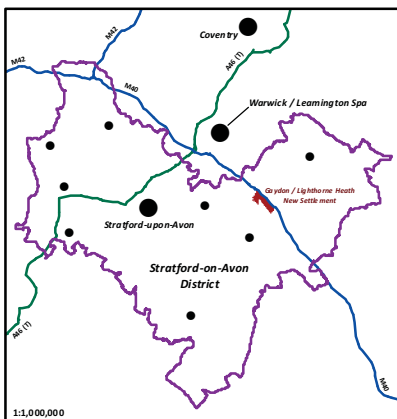 M42
Coventry
M42
A46 (T)
M40
Warwick / Leamington Spa
Gaydon / Lighthorne Heath
New Settlement
Stratford-upon-Avon
Stratford-on-Avon
District
A46 (T)
M40
1:1,000,000